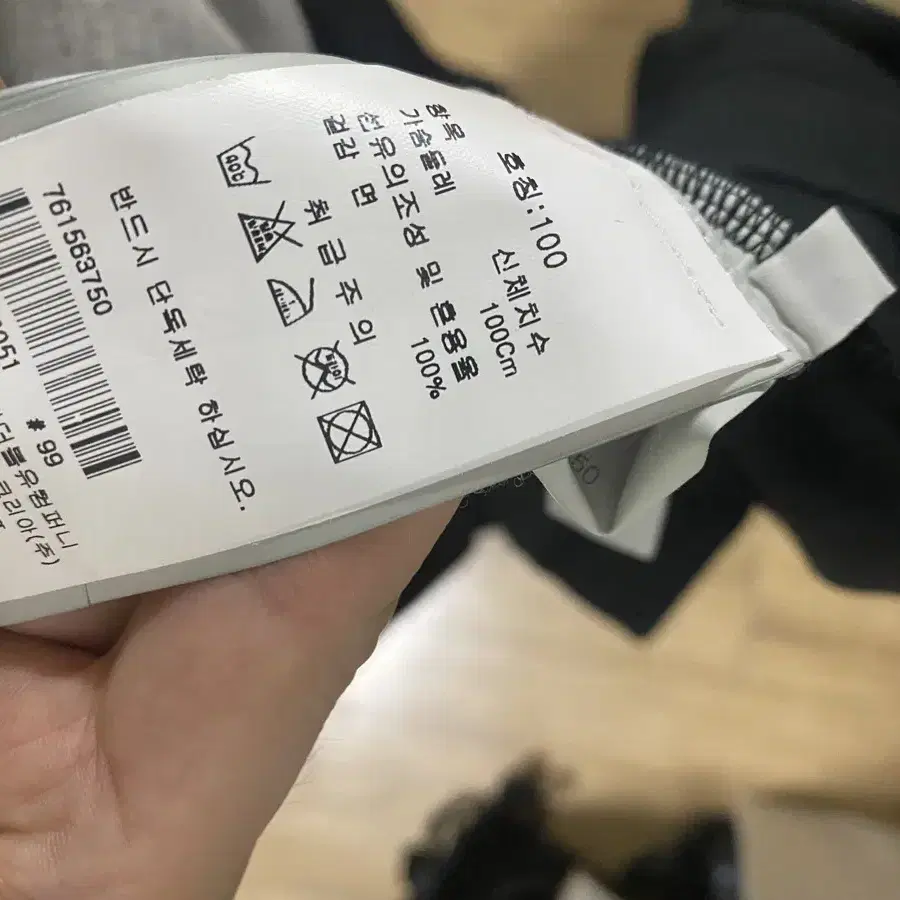 호칭:100
항목 신체치수
가슴둘레 100Cm
섬유의조성 및 혼용율
겉감 면 100%
취 급 주 의
반드시 단독세탁 하십시오.
761563750
# 99